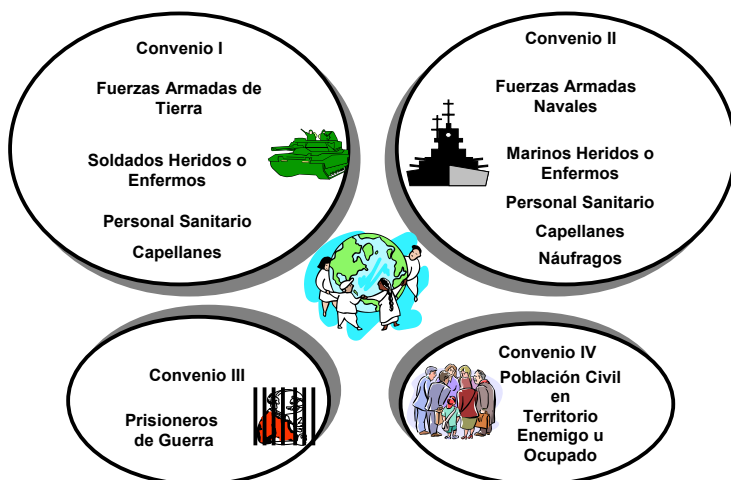 Convenio I
Fuerzas Armadas de
Tierra
Soldados Heridos o
Enfermos
Personal Sanitario
Capellanes
Convenio II
Fuerzas Armadas
Navales
Marinos Heridos o
Enfermos
Personal Sanitario
Capellanes
Náufragos
Convenio III
Prisioneros
de Guerra
Convenio IV
Población Civil
en
Territorio
Enemigo u
Ocupado